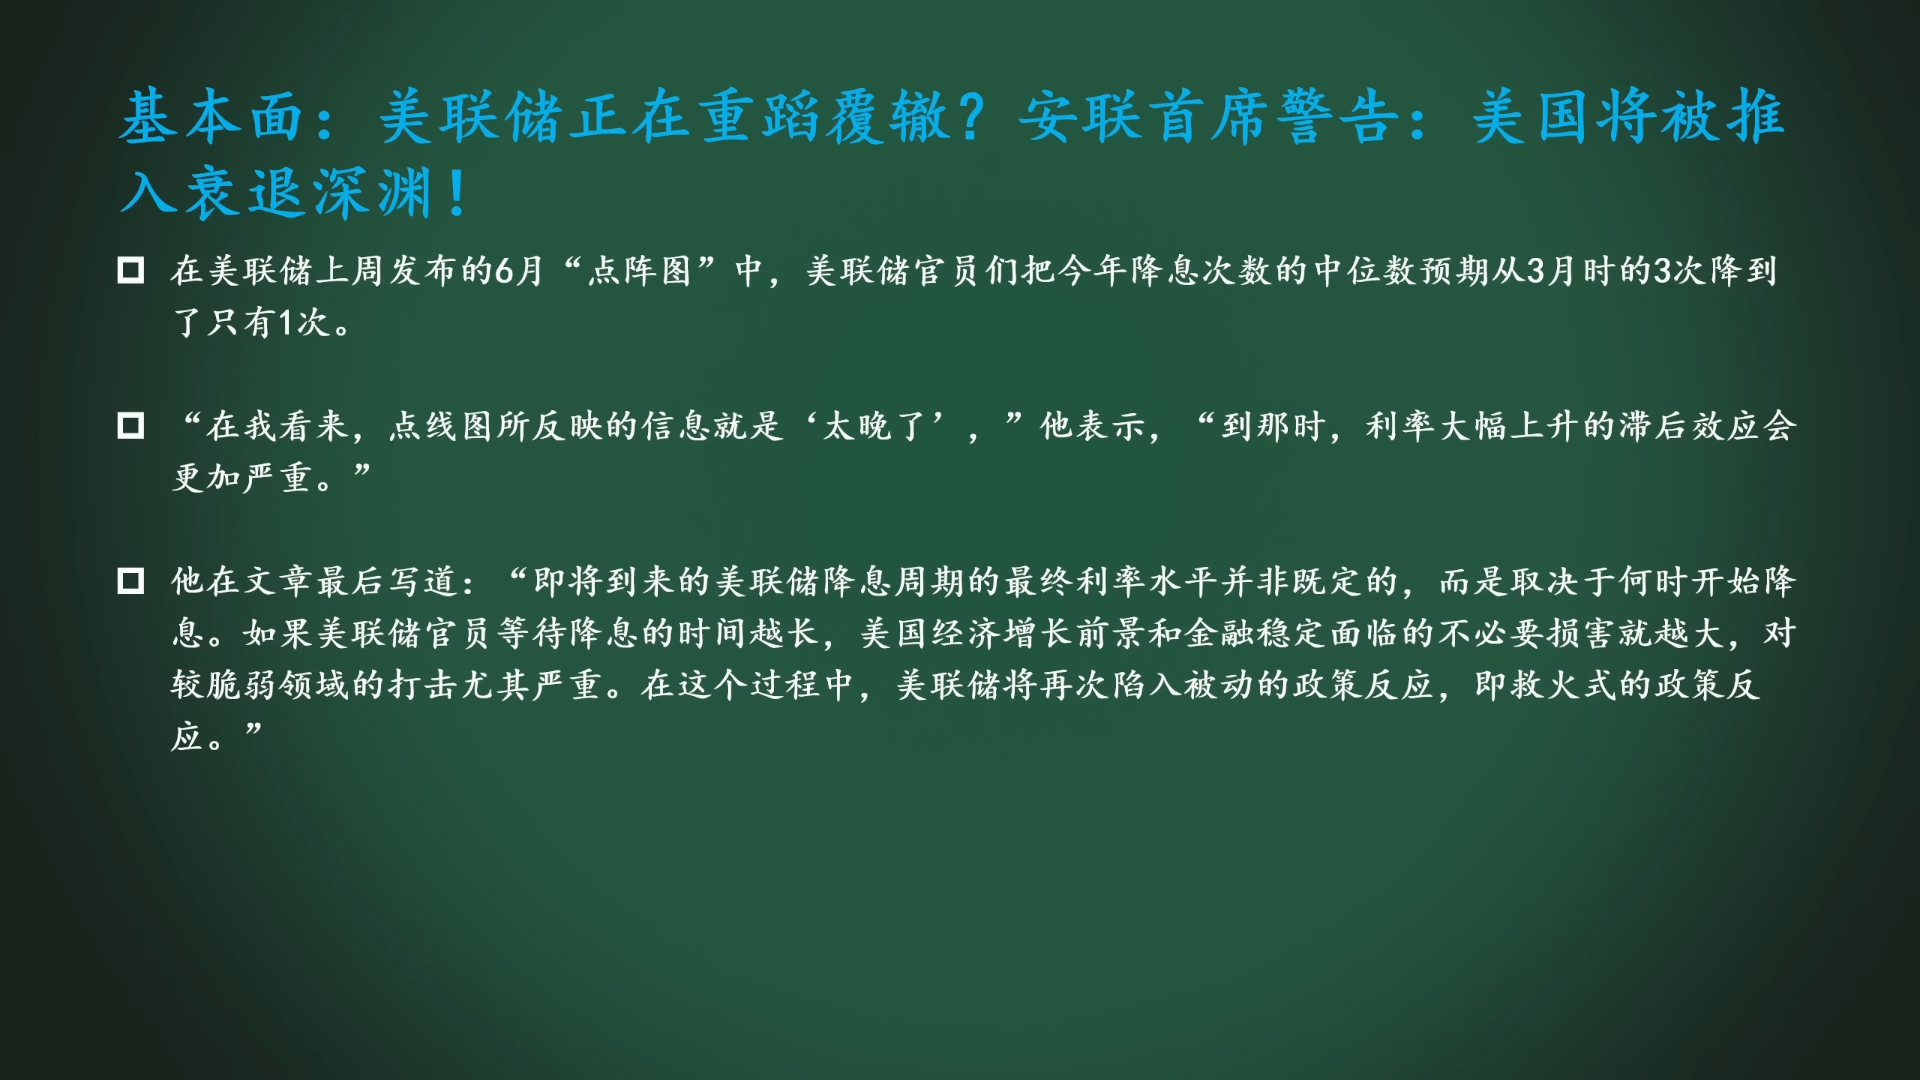 基本面：美联储正在重蹈覆辙？安联首席警告：美国将被推
入衰退深渊！
在美联储上周发布的6月“点阵图”中，美联储官员们把今年降息次数的中位数预期从3月时的3次降到
了只有1次。
“在我看来，点线图所反映的信息就是‘太晚了’，”他表示，“到那时，利率大幅上升的滞后效应会
更加严重。”
他在文章最后写道：“即将到来的美联储降息周期的最终利率水平并非既定的，而是取决于何时开始降
息。如果美联储官员等待降息的时间越长，美国经济增长前景和金融稳定面临的不必要损害就越大，对
较脆弱领域的打击尤其严重。在这个过程中，美联储将再次陷入被动的政策反应，即救火式的政策反
应。”